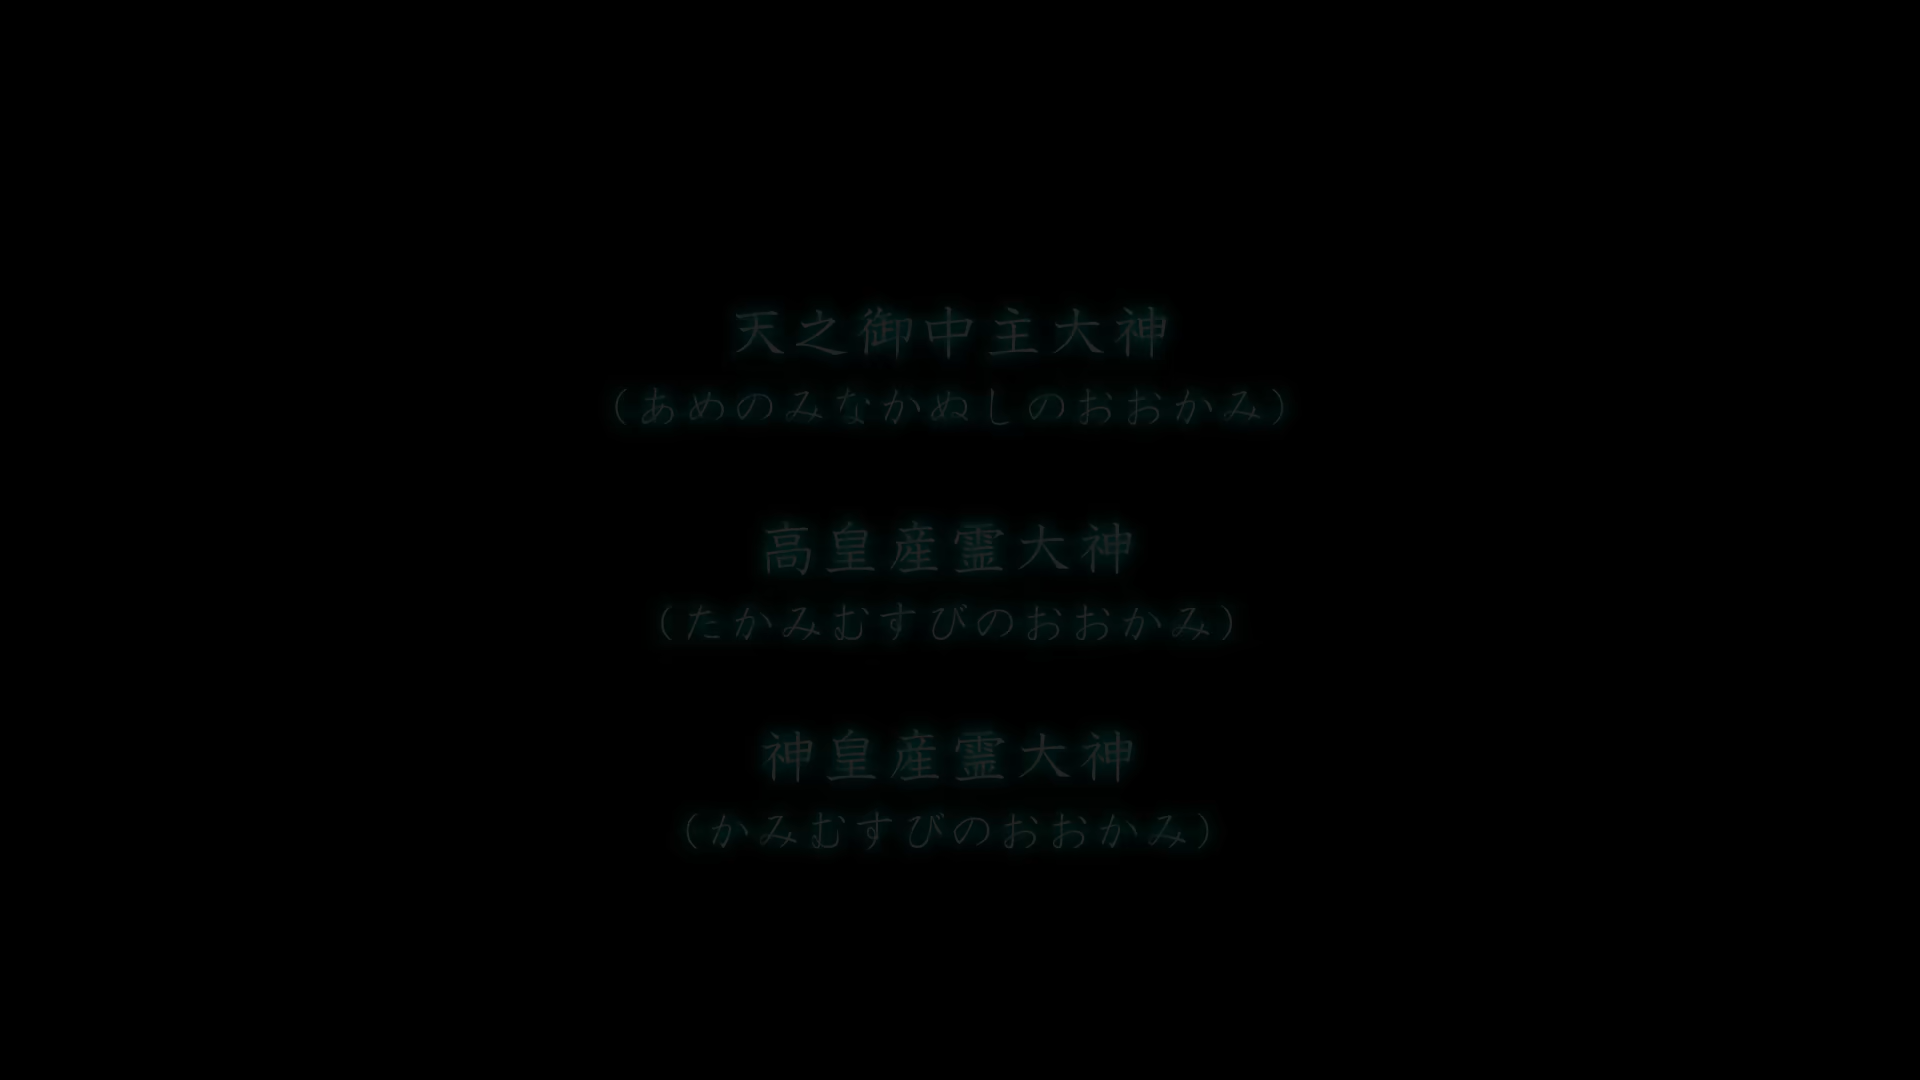 天之御中主大神
（あめのみなかぬしのおおかみ）
高皇産霊大神
（たかみむすびのおおかみ）
神皇産霊大神
（かみむすびのおおかみ）